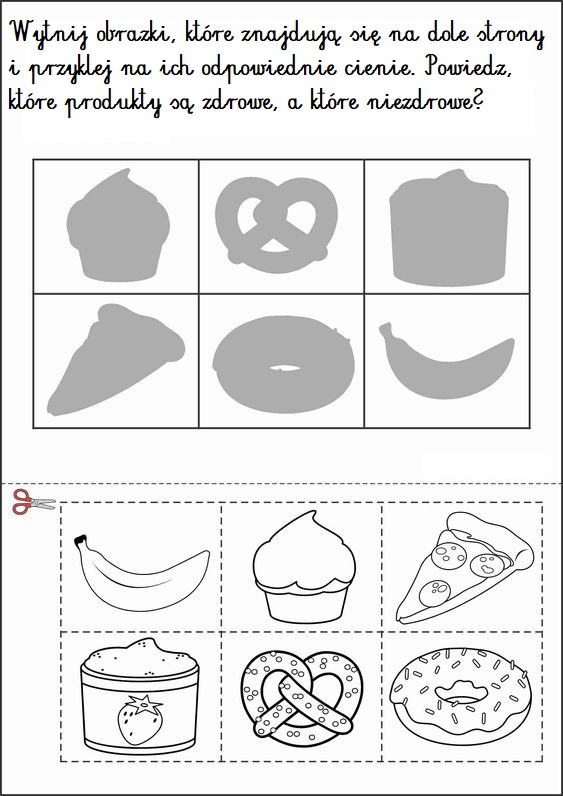 Wytnij obrazki, które znajdują się na dole strony
i przyklej na ich odpowiednie cienie. Powiedz,
które produkty są zdrowe, a które niezdrowe?